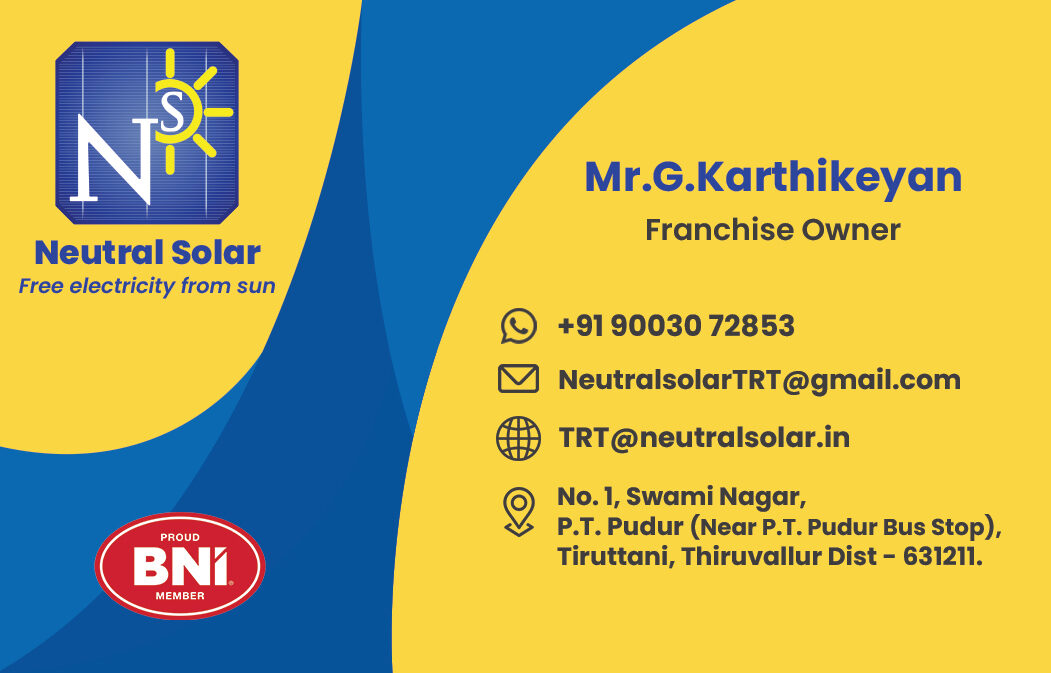 NS
Neutral Solar
Free electricity from sun
Mr.G.Karthikeyan
Franchise Owner
+91 90030 72853
NeutralsolarTRT@gmail.com
TRT@neutralsolar.in
No. 1, Swami Nagar,
P.T. Pudur (Near P.T. Pudur Bus Stop),
Tiruttani, Thiruvallur Dist - 631211.
PROUD
BNI®
MEMBER